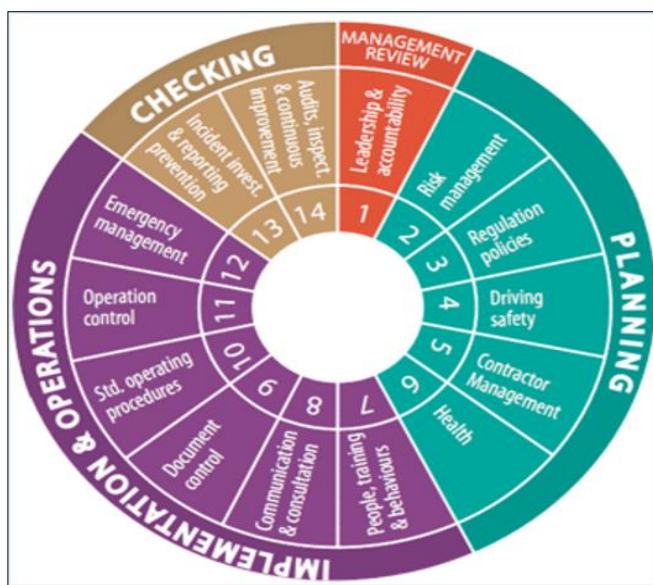 MANAGEMENT
REVIEW
Leadership &
accountability
1
PLANNING
Risk
management
2
Regulation
policies
3
Driving
safety
4
Contractor
Management
5
Health
6
IMPLEMENTATION & OPERATIONS
People, training
& behaviours
7
Communication
& consultation
8
Document
control
9
Std. operating
procedures
10
Operation
control
11
Emergency
management
12
CHECKING
Incident invest.
& reporting
prevention
13
Audits, inspect.
& continuous
improvement
14